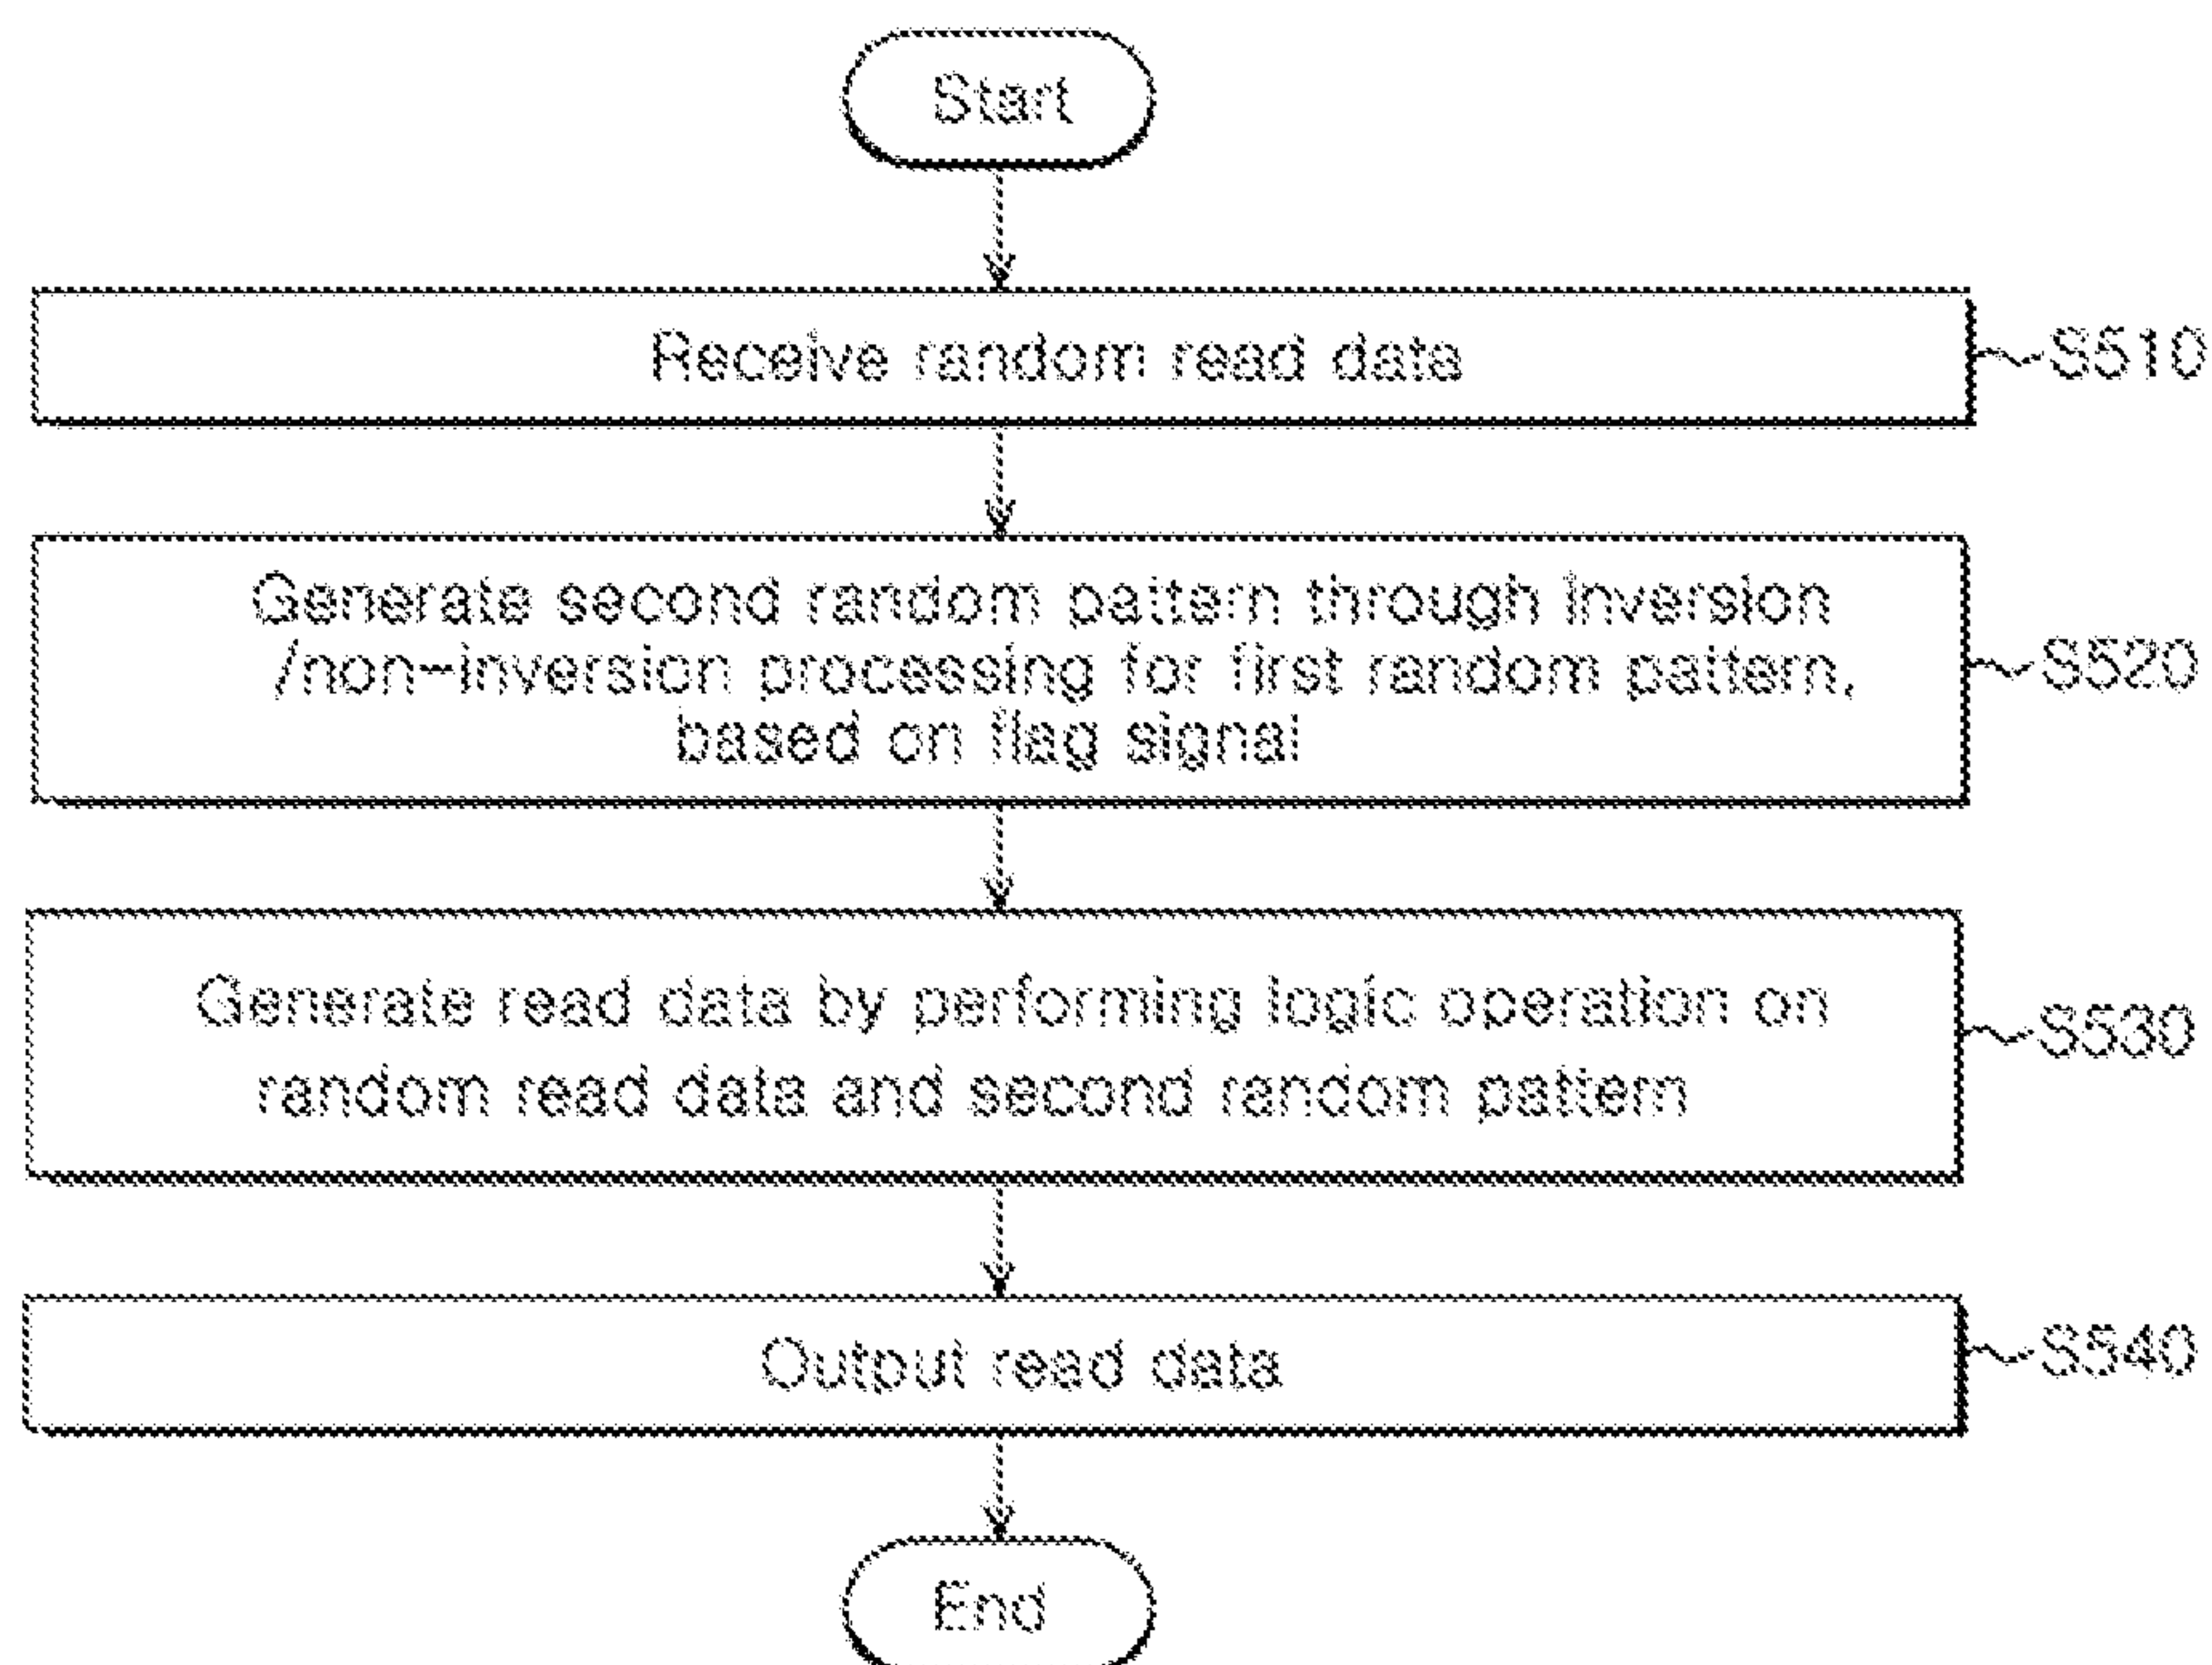 Start
Receive random read data
S510
Generate second random pattern through inversion
/non-inversion processing for first random pattern,
based on flag signal
S520
Generate read data by performing logic operation on
random read data and second random pattern
S530
Output read data
S540
End